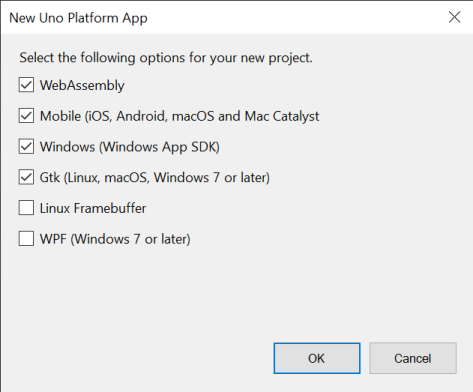 New Uno Platform App
Select the following options for your new project.
WebAssembly
Mobile (iOS, Android, macOS and Mac Catalyst
Windows (Windows App SDK)
Gtk (Linux, macOS, Windows 7 or later)
Linux Framebuffer
WPF (Windows 7 or later)
OK Cancel